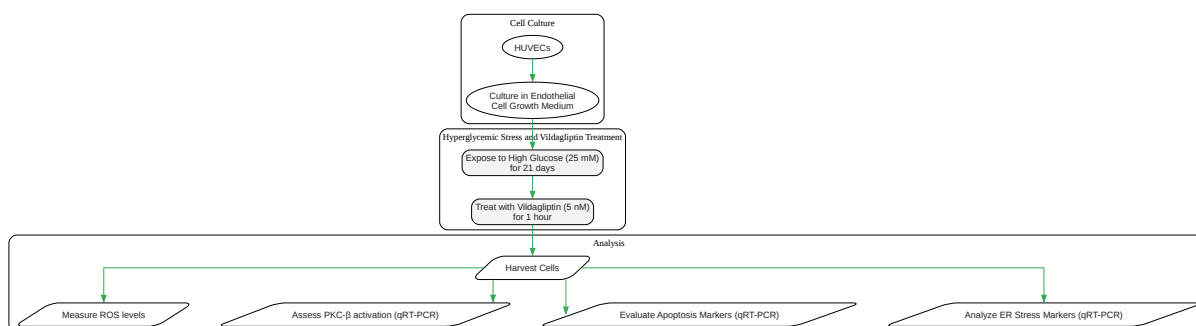 Cell Culture
HUVECs
Culture in Endothelial
Cell Growth Medium
Hyperglycemic Stress and Vildagliptin Treatment
Expose to High Glucose (25 mM)
for 21 days
Treat with Vildagliptin (5 nM)
for 1 hour
Analysis
Harvest Cells
Measure ROS levels
Assess PKC-β activation (qRT-PCR)
Evaluate Apoptosis Markers (qRT-PCR)
Analyze ER Stress Markers (qRT-PCR)